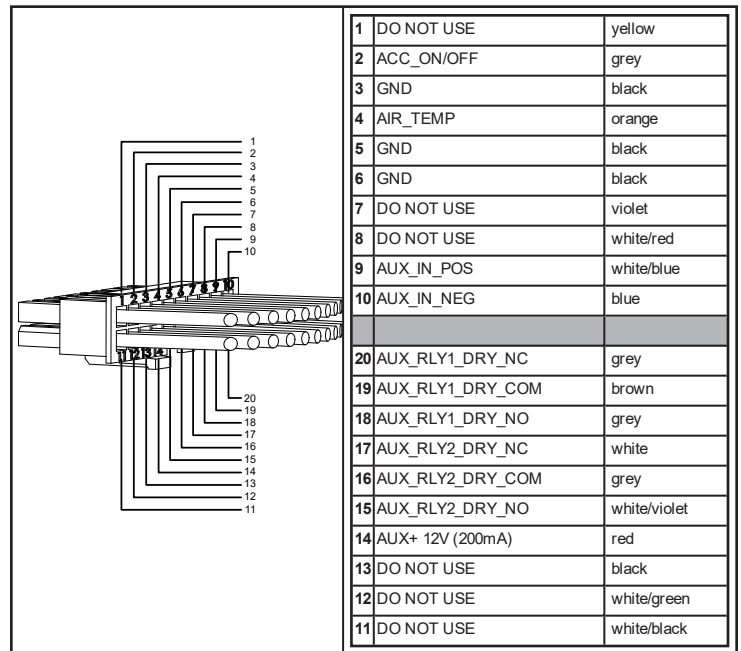 1
2
3
4
5
6
7
8
9
10
1 2 3 4 5 6 7 8 9 10
11 12 13 14
20
19
18
17
16
15
14
13
12
11
1 DO NOT USE yellow
2 ACC_ON/OFF grey
3 GND black
4 AIR_TEMP orange
5 GND black
6 GND black
7 DO NOT USE violet
8 DO NOT USE white/red
9 AUX_IN_POS white/blue
10 AUX_IN_NEG blue
20 AUX_RLY1_DRY_NC grey
19 AUX_RLY1_DRY_COM brown
18 AUX_RLY1_DRY_NO grey
17 AUX_RLY2_DRY_NC white
16 AUX_RLY2_DRY_COM grey
15 AUX_RLY2_DRY_NO white/violet
14 AUX+ 12V (200mA) red
13 DO NOT USE black
12 DO NOT USE white/green
11 DO NOT USE white/black